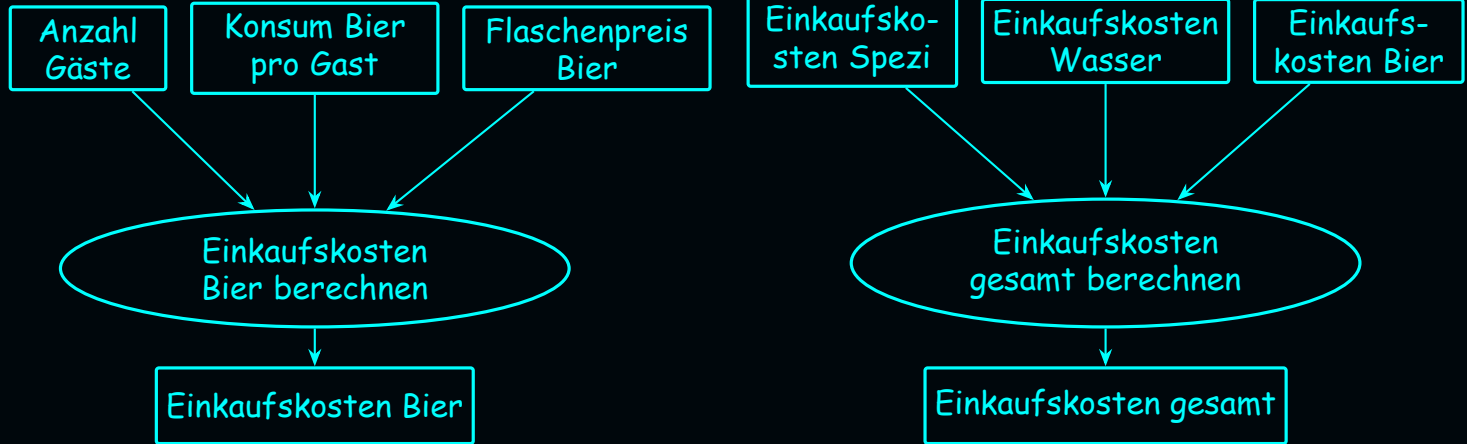 Anzahl
Gäste
Konsum Bier
pro Gast
Flaschenpreis
Bier
Einkaufskosten
Bier berechnen
Einkaufskosten Bier
Einkaufsko-
sten Spezi
Einkaufskosten
Wasser
Einkaufs-
kosten Bier
Einkaufskosten
gesamt berechnen
Einkaufskosten gesamt